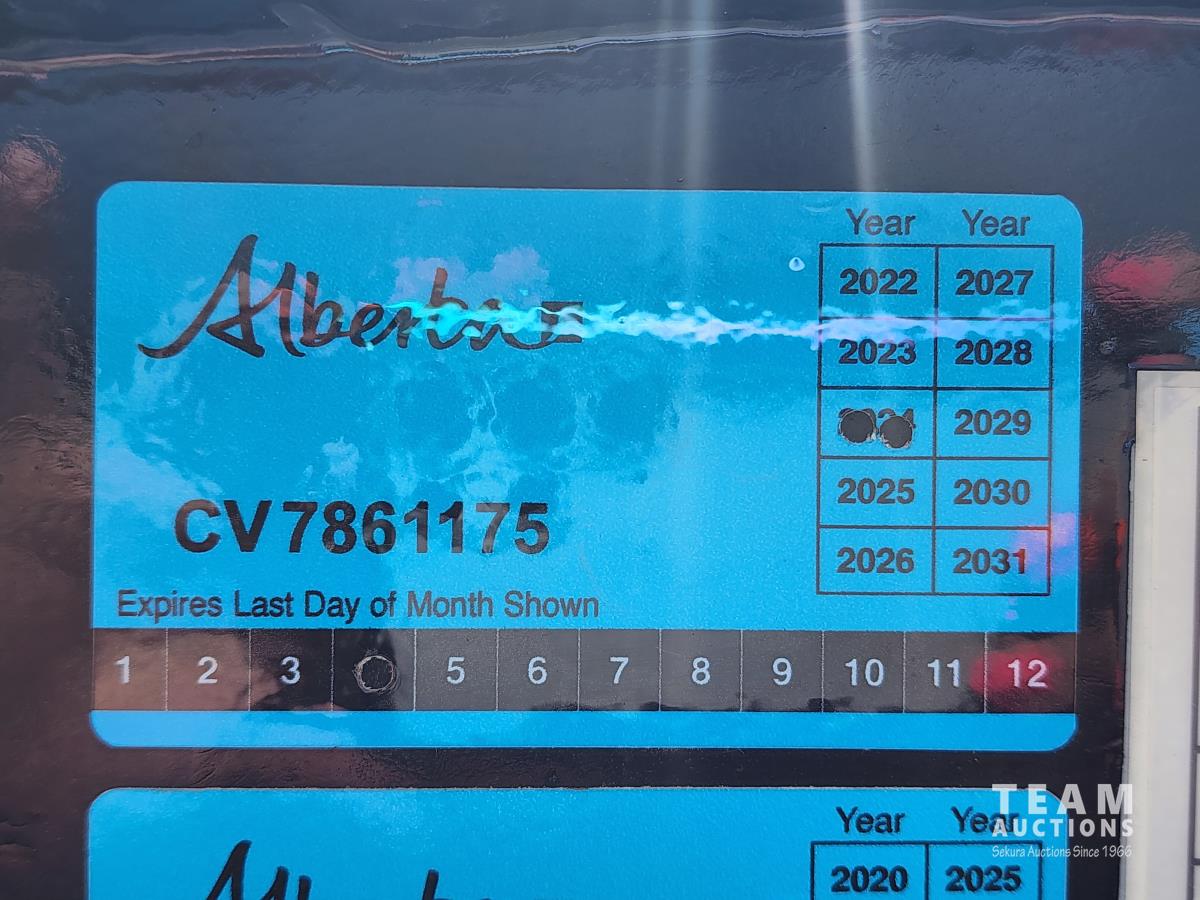 Year Year
Alberta
2022 2027
2023 2028
2024 2029
2025 2030
2026 2031
CV7861175
Expires Last Day of Month Shown
1 2 3 5 6 7 8 9 10 11 12
Year Year
2020 2025
TEAM
AUCTIONS
Sekura Auctions Since 1966